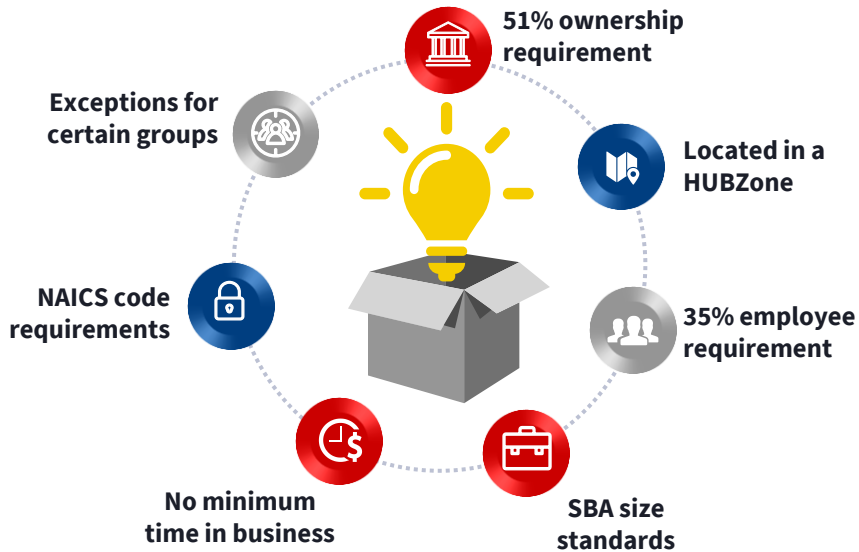 51% ownership
requirement
Located in a
HUBZone
35% employee
requirement
SBA size
standards
No minimum
time in business
NAICS code
requirements
Exceptions for
certain groups
$